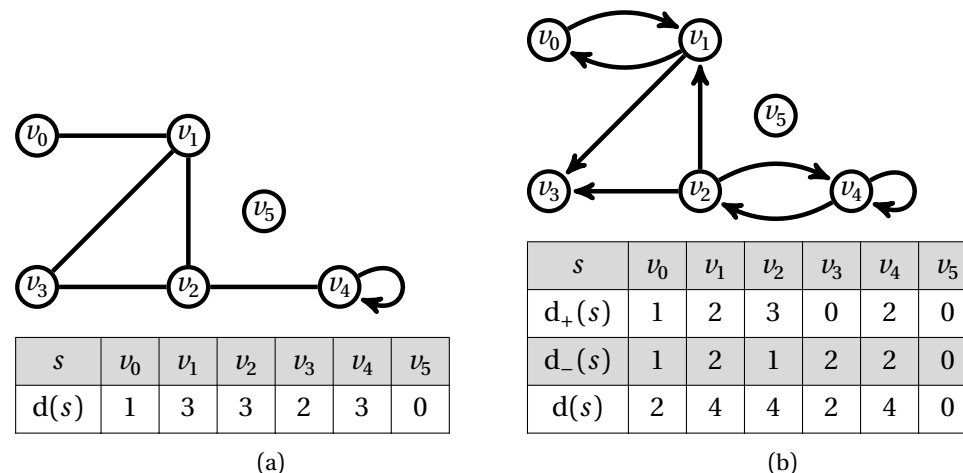 v₀ v₁
v₅
v₃ v₂ v₄
s v₀ v₁ v₂ v₃ v₄ v₅
d(s) 1 3 3 2 3 0
(a)
v₀ v₁
v₅
v₃ v₂ v₄
s v₀ v₁ v₂ v₃ v₄ v₅
d₊(s) 1 2 3 0 2 0
d₋(s) 1 2 1 2 2 0
d(s) 2 4 4 2 4 0
(b)